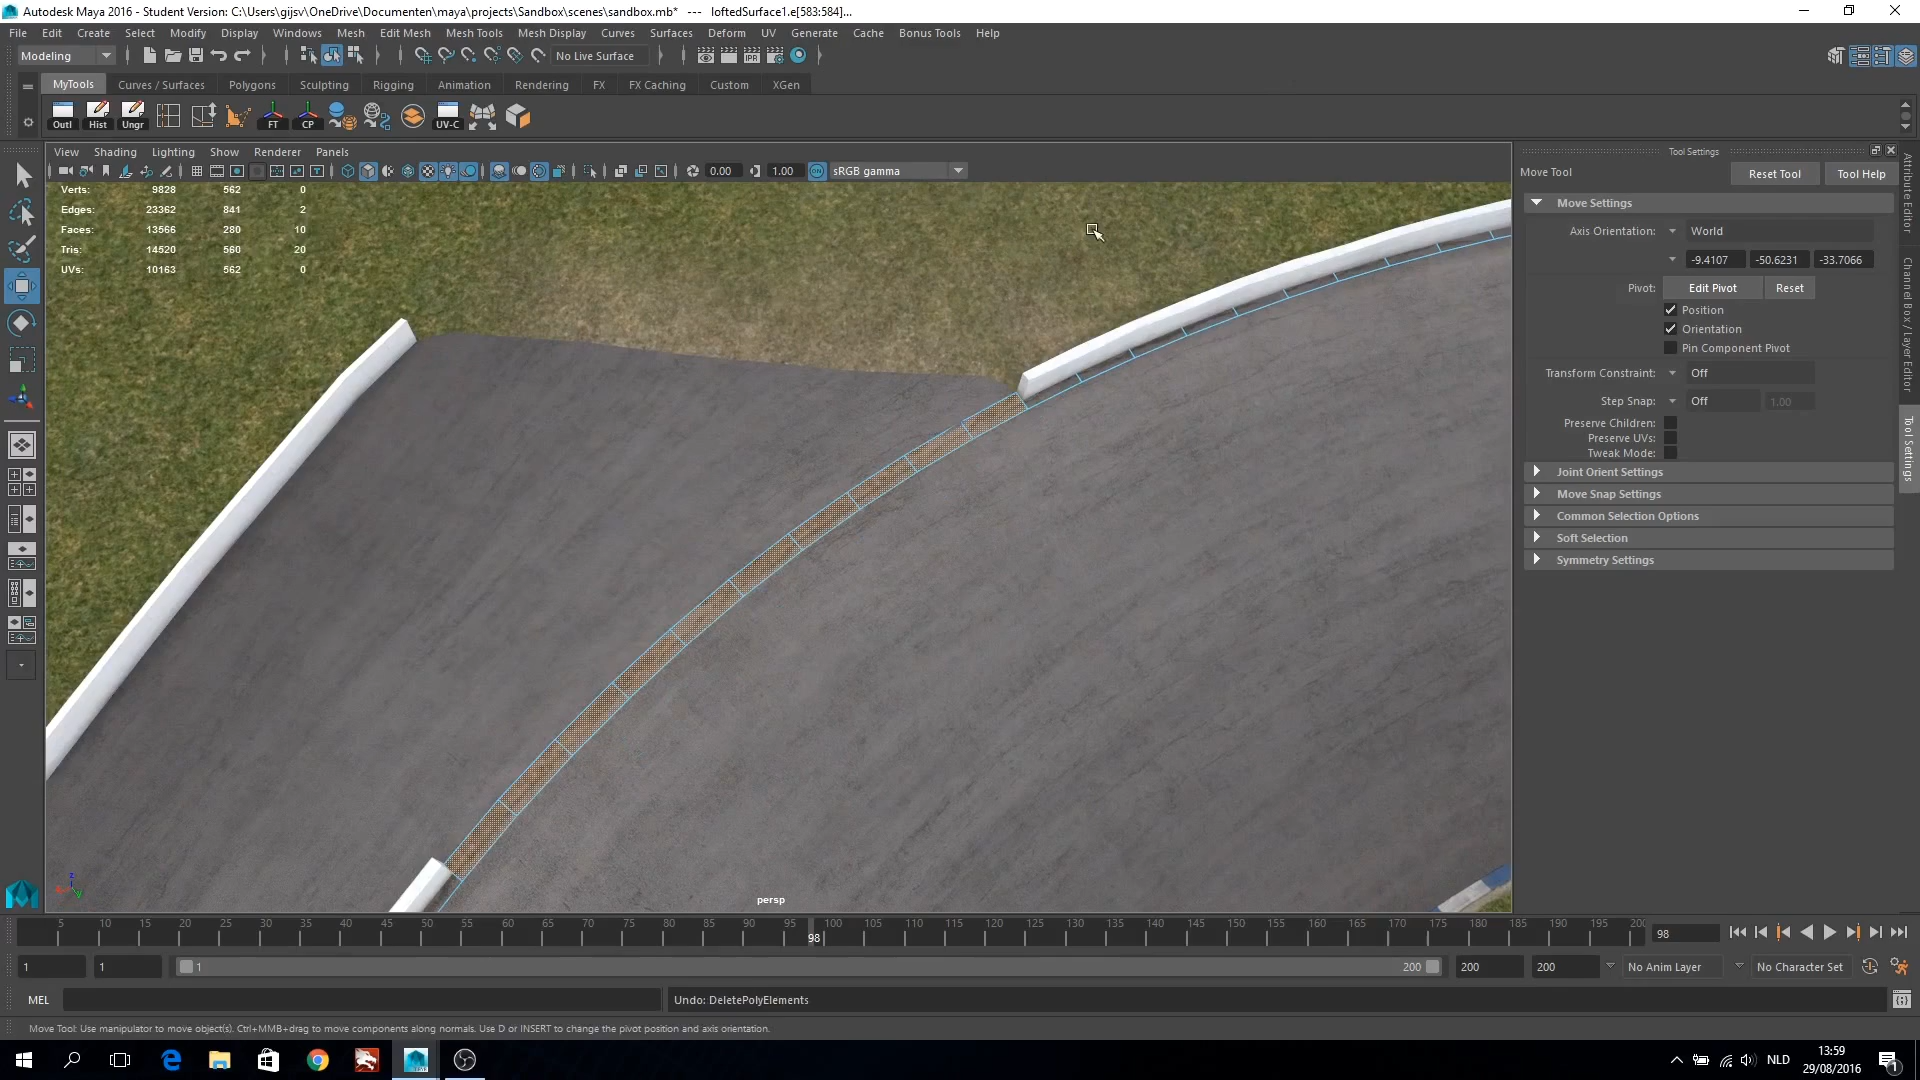 Autodesk Maya 2016 - Student Version: C:\Users\gijsv\OneDrive\Documenten\maya\projects\Sandbox\scenes\sandbox.mb*   ---   loftedSurface1.e[583:584]...
File Edit Create Select Modify Display Windows Mesh Edit Mesh Mesh Tools Mesh Display Curves Surfaces Deform UV Generate Cache Bonus Tools Help
Modeling No Live Surface
MyTools Curves / Surfaces Polygons Sculpting Rigging Animation Rendering FX FX Caching Custom XGen
Outl Hist Ungr FT CP UV-C
View Shading Lighting Show Renderer Panels
0.00 1.00 ON sRGB gamma
Verts: 9828 562 0
Edges: 23362 841 2
Faces: 13566 280 10
Tris: 14520 560 20
UVs: 10163 562 0
persp
Tool Settings
Move Tool Reset Tool Tool Help
Move Settings
Axis Orientation: World
-9.4107 -50.6231 -33.7066
Pivot: Edit Pivot Reset
Position
Orientation
Pin Component Pivot
Transform Constraint: Off
Step Snap: Off 1.00
Preserve Children:
Preserve UVs:
Tweak Mode:
Joint Orient Settings
Move Snap Settings
Common Selection Options
Soft Selection
Symmetry Settings
Attribute Editor
Channel Box / Layer Editor
Tool Settings
5 10 15 20 25 30 35 40 45 50 55 60 65 70 75 80 85 90 95 100 105 110 115 120 125 130 135 140 145 150 155 160 165 170 175 180 185 190 195 200
98
98
1 1 1 200 200 200 No Anim Layer No Character Set
MEL Undo: DeletePolyElements
Move Tool: Use manipulator to move object(s). Ctrl+MMB+drag to move components along normals. Use D or INSERT to change the pivot position and axis orientation.
NLD
13:59
29/08/2016
1